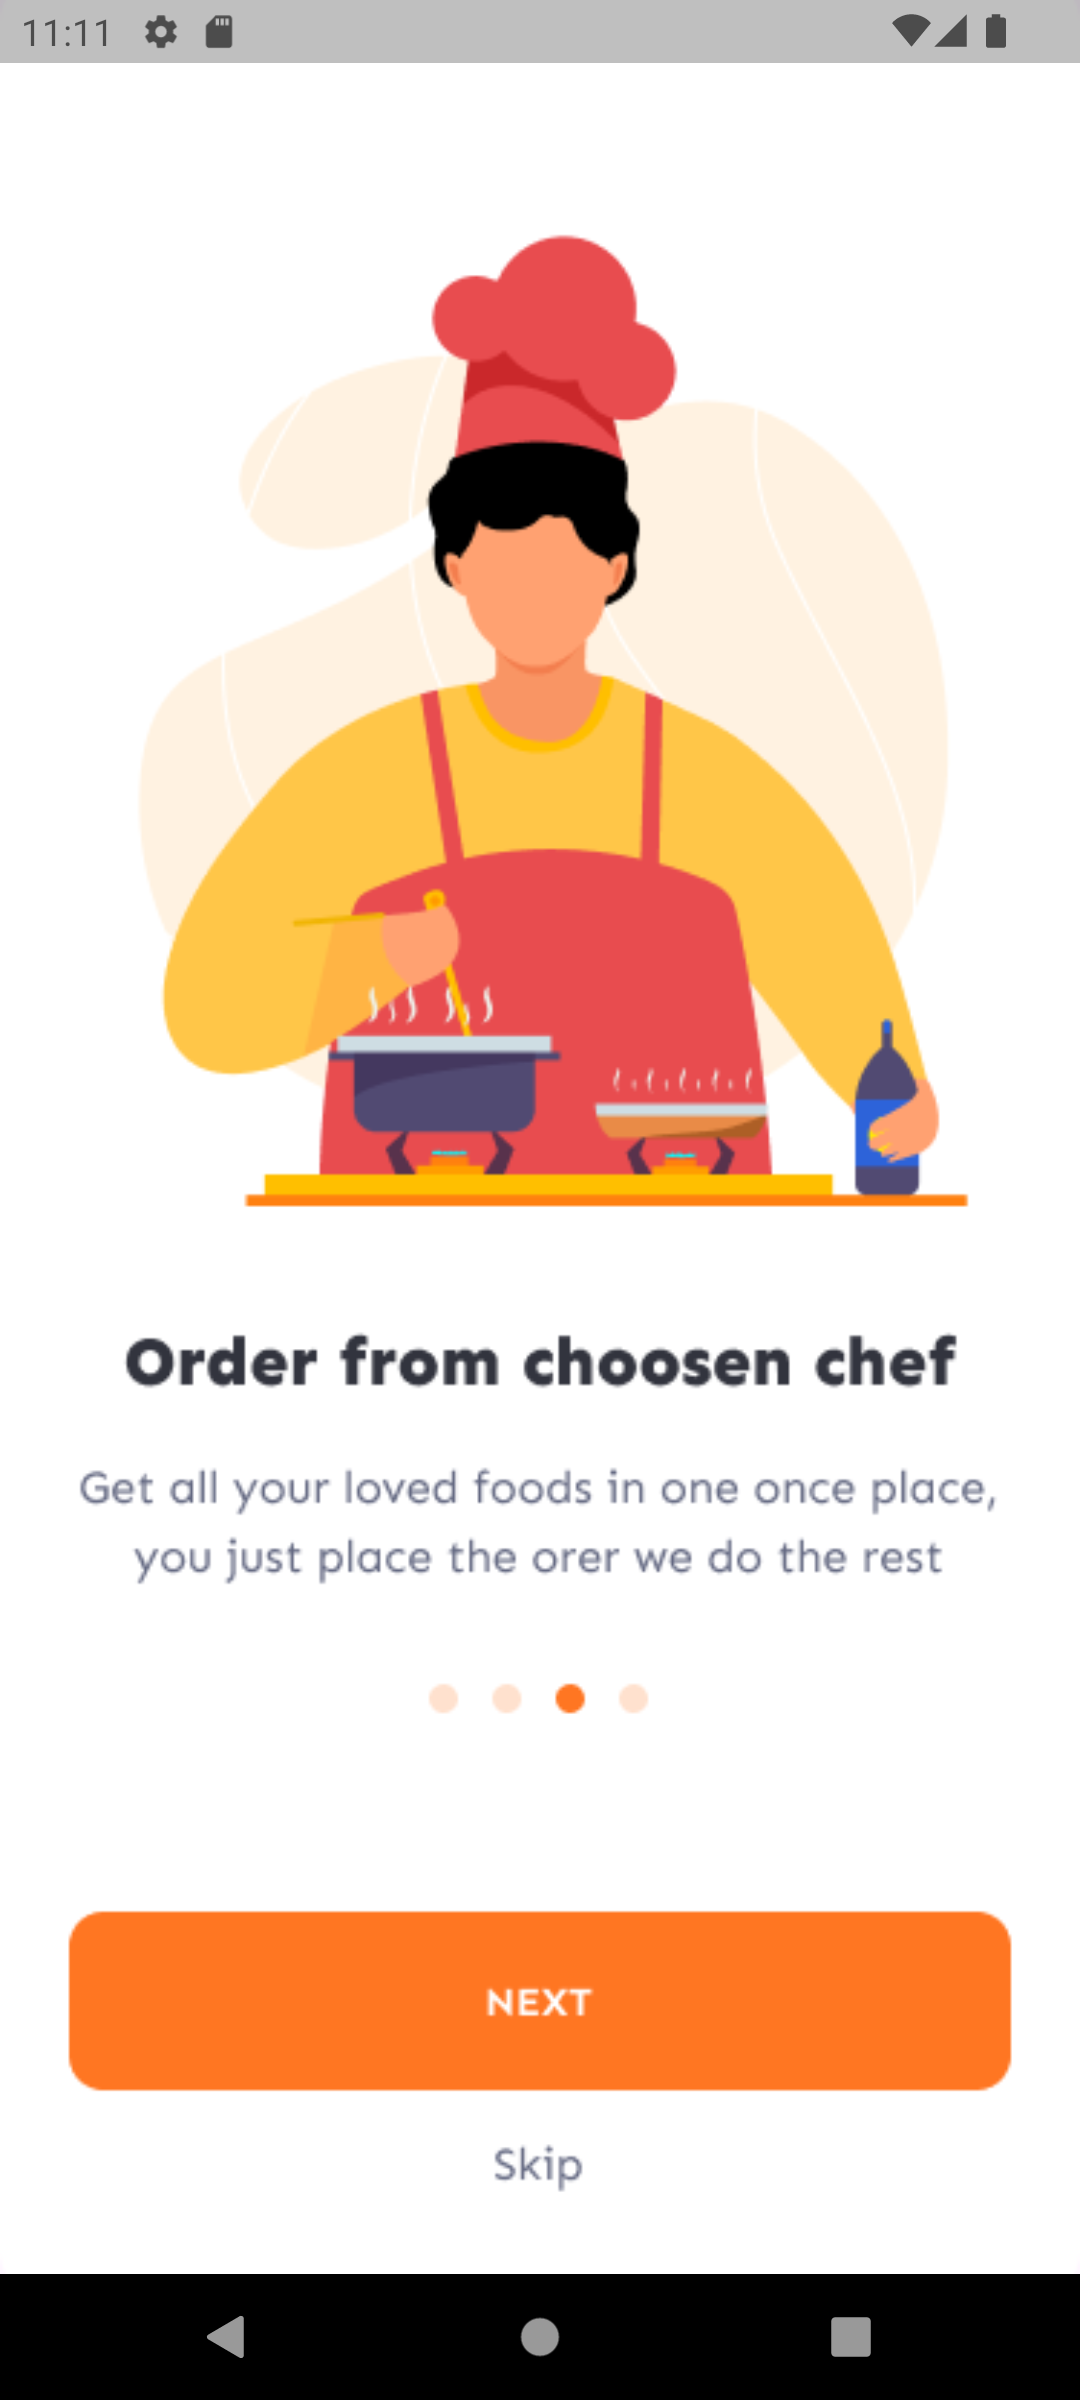 11:11
Order from choosen chef
Get all your loved foods in one once place,
you just place the orer we do the rest
NEXT
Skip